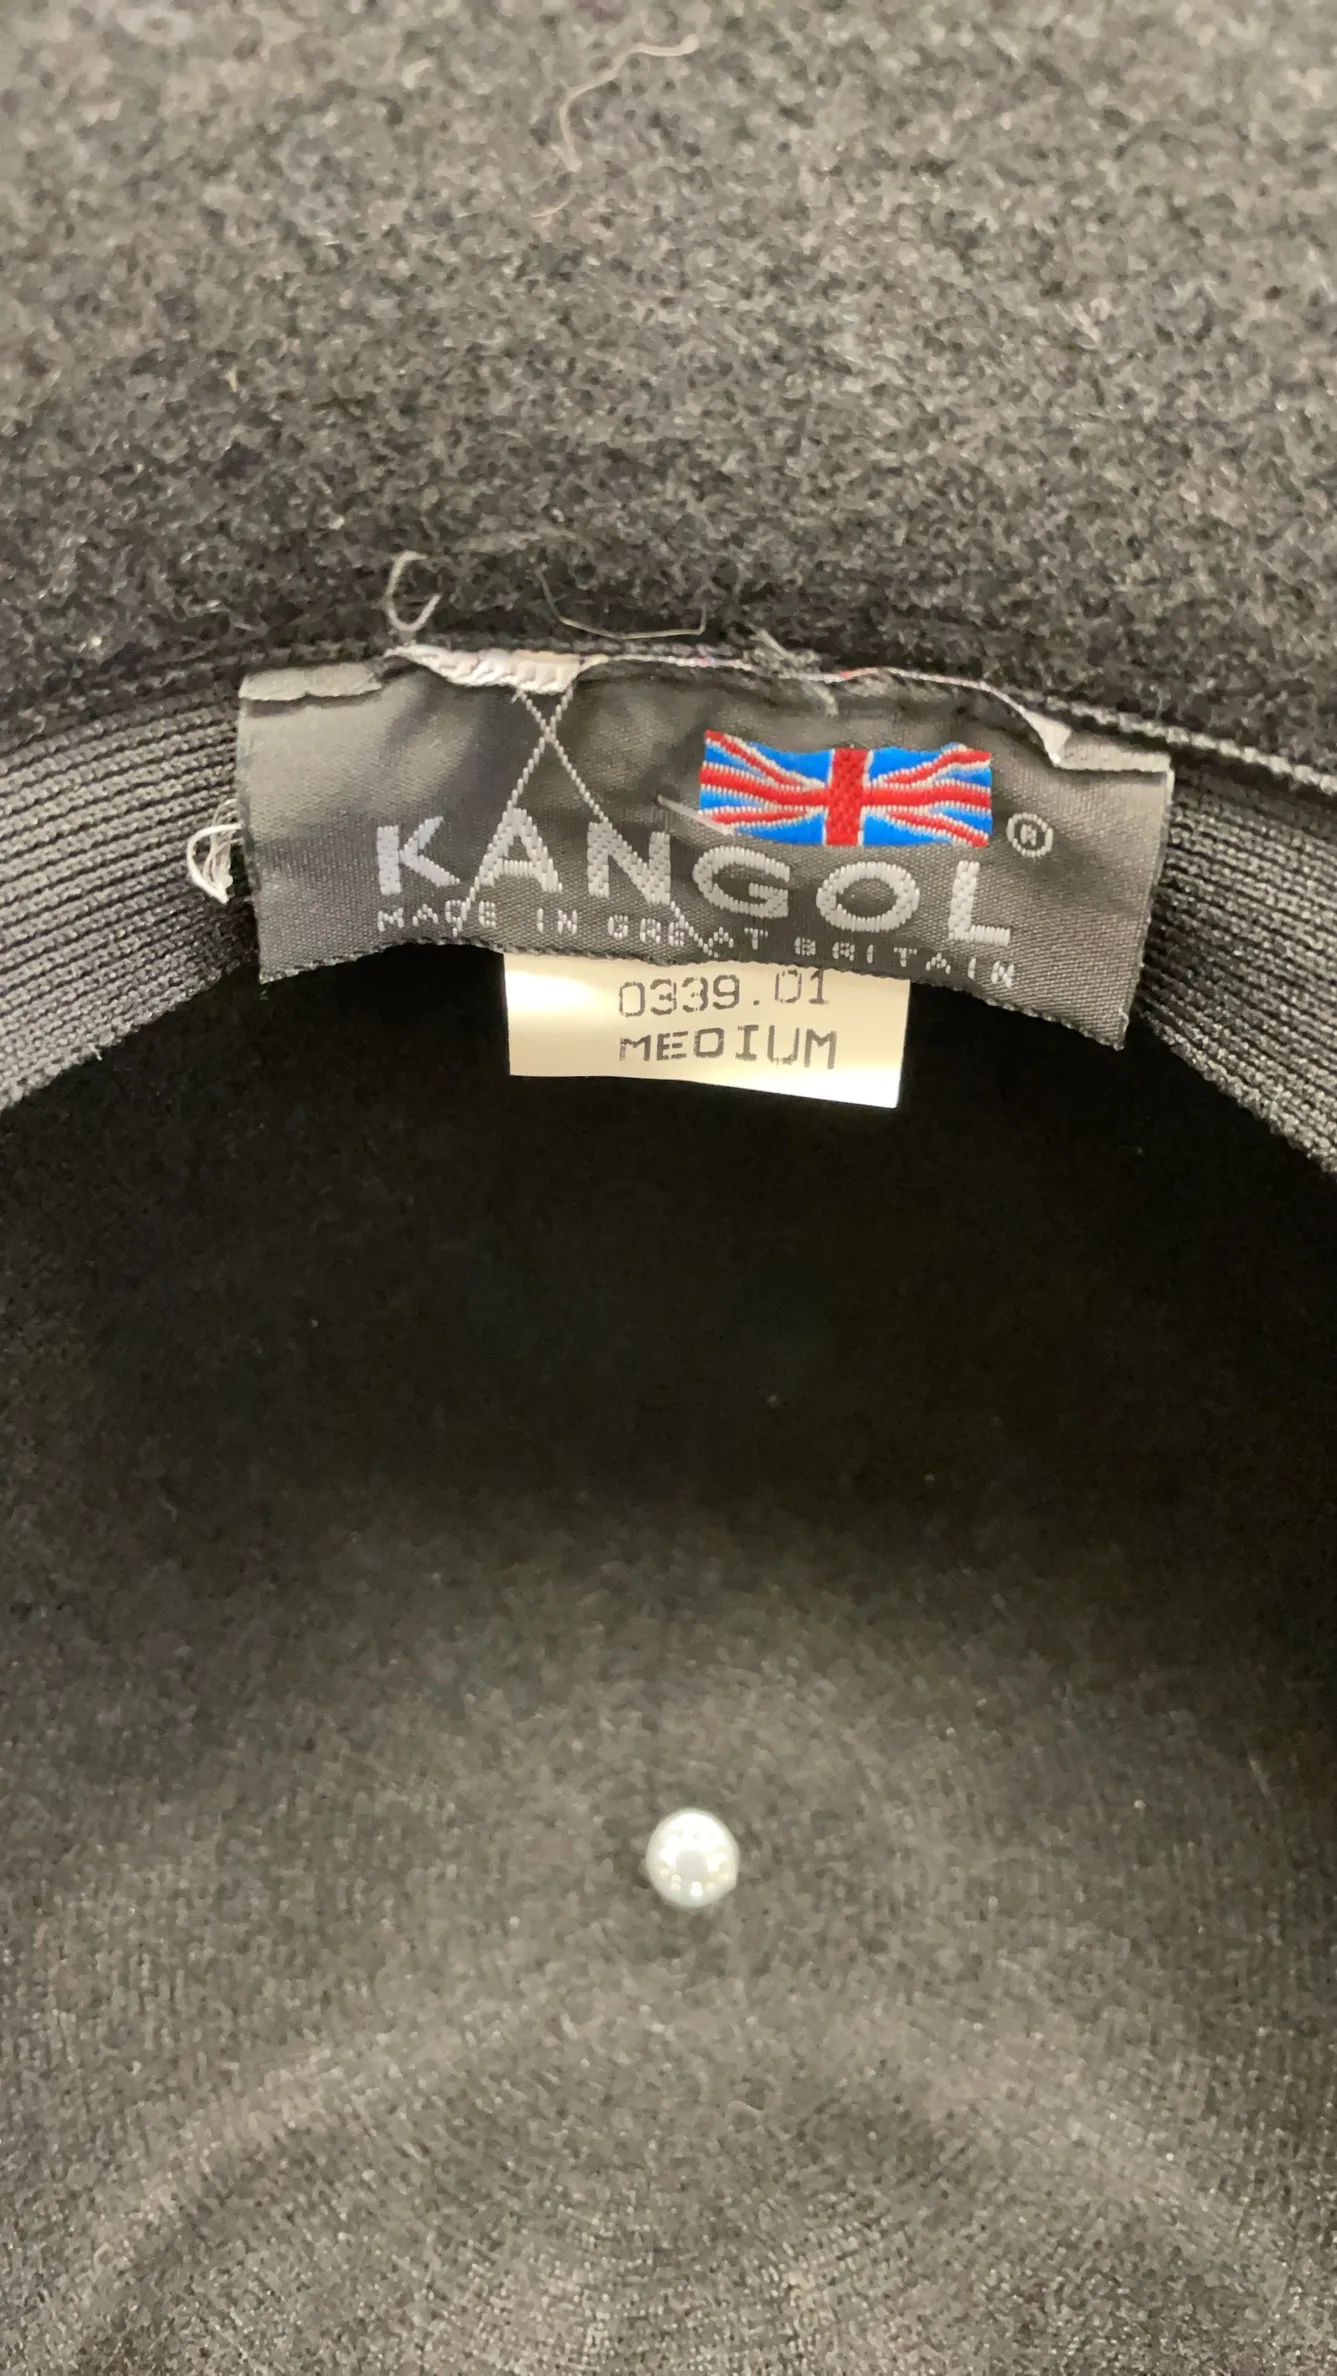 KANGOL ®
MADE IN GREAT BRITAIN
0339.01
MEDIUM